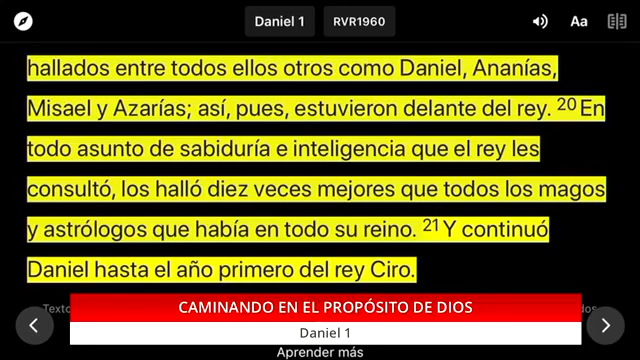 Daniel 1 RVR1960 Aa
hallados entre todos ellos otros como Daniel, Ananías,
Misael y Azarías; así, pues, estuvieron delante del rey. 20 En
todo asunto de sabiduría e inteligencia que el rey les
consultó, los halló diez veces mejores que todos los magos
y astrólogos que había en todo su reino. 21 Y continuó
Daniel hasta el año primero del rey Ciro.
CAMINANDO EN EL PROPÓSITO DE DIOS
Daniel 1
Aprender más